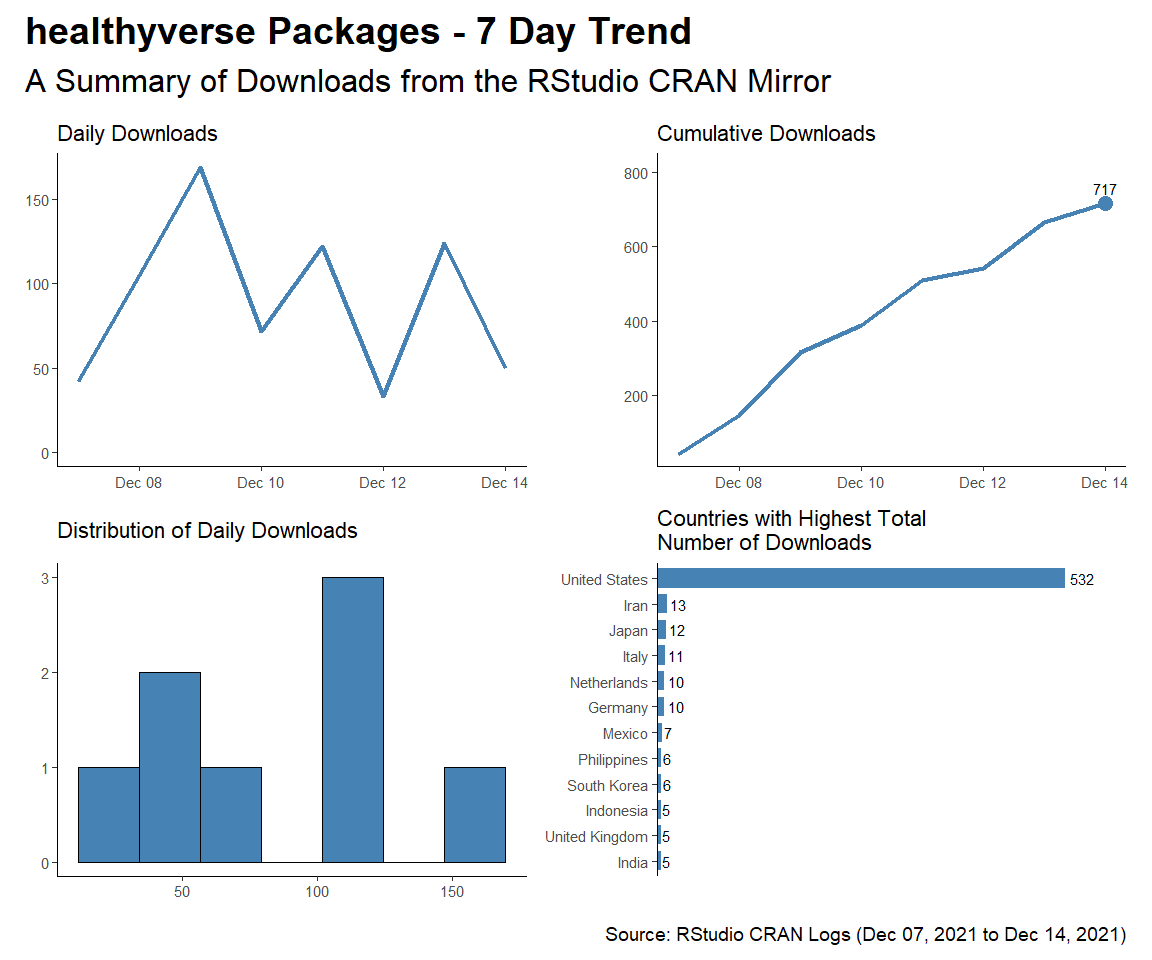 healthyverse Packages - 7 Day Trend
A Summary of Downloads from the RStudio CRAN Mirror
Daily Downloads
150
100
50
0
Dec 08 Dec 10 Dec 12 Dec 14
Cumulative Downloads
800
600
400
200
717
Dec 08 Dec 10 Dec 12 Dec 14
Distribution of Daily Downloads
3
2
1
0
50 100 150
Countries with Highest Total
Number of Downloads
United States 532
Iran 13
Japan 12
Italy 11
Netherlands 10
Germany 10
Mexico 7
Philippines 6
South Korea 6
Indonesia 5
United Kingdom 5
India 5
Source: RStudio CRAN Logs (Dec 07, 2021 to Dec 14, 2021)